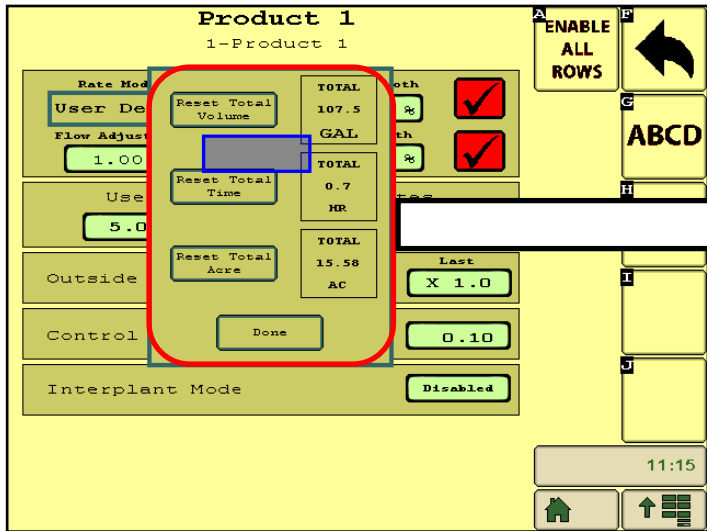 Product 1
1-Product 1
A
ENABLE
ALL
ROWS
F
G
ABCD
H
I
J
Rate Mod
User De
Flow Adjust
1.00
Reset Total
Volume
TOTAL
107.5
GAL
oth
%
th
%
Reset Total
Time
TOTAL
0.7
HR
Use
5.0
Reset Total
Acre
TOTAL
15.58
AC
Outside
Last
X 1.0
Done
Control
0.10
Interplant Mode
Disabled
11:15